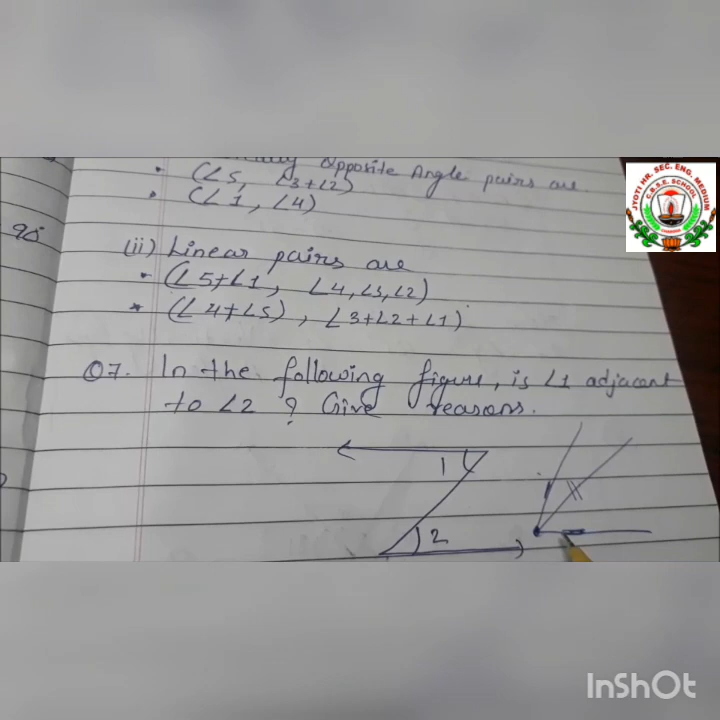 Opposite Angle pairs are
• (∠5, ∠3+∠2)
• (∠1, ∠4)
90°
(ii) Linear pairs are
• (∠5+∠1, ∠4,∠3,∠2)
* (∠4+∠5), ∠3+∠2+∠1)
Q7. In the following figure, is ∠1 adjacent
to ∠2 ? Give reasons.
1
2
JYOTI HR. SEC. ENG. MEDIUM
C.B.S.E. SCHOOL
InShOt